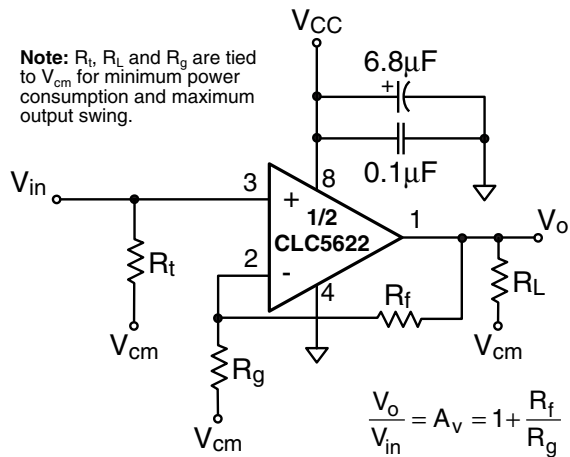 Note: Rt, RL and Rg are tied
to Vcm for minimum power
consumption and maximum
output swing.
VCC
6.8μF
+
0.1μF
Vin
3
8
+
1/2
CLC5622
1
Vo
2
-
4
Rt
Rf
RL
Vcm
Vcm
Rg
Vcm
Vo/Vin = Av = 1 + Rf/Rg